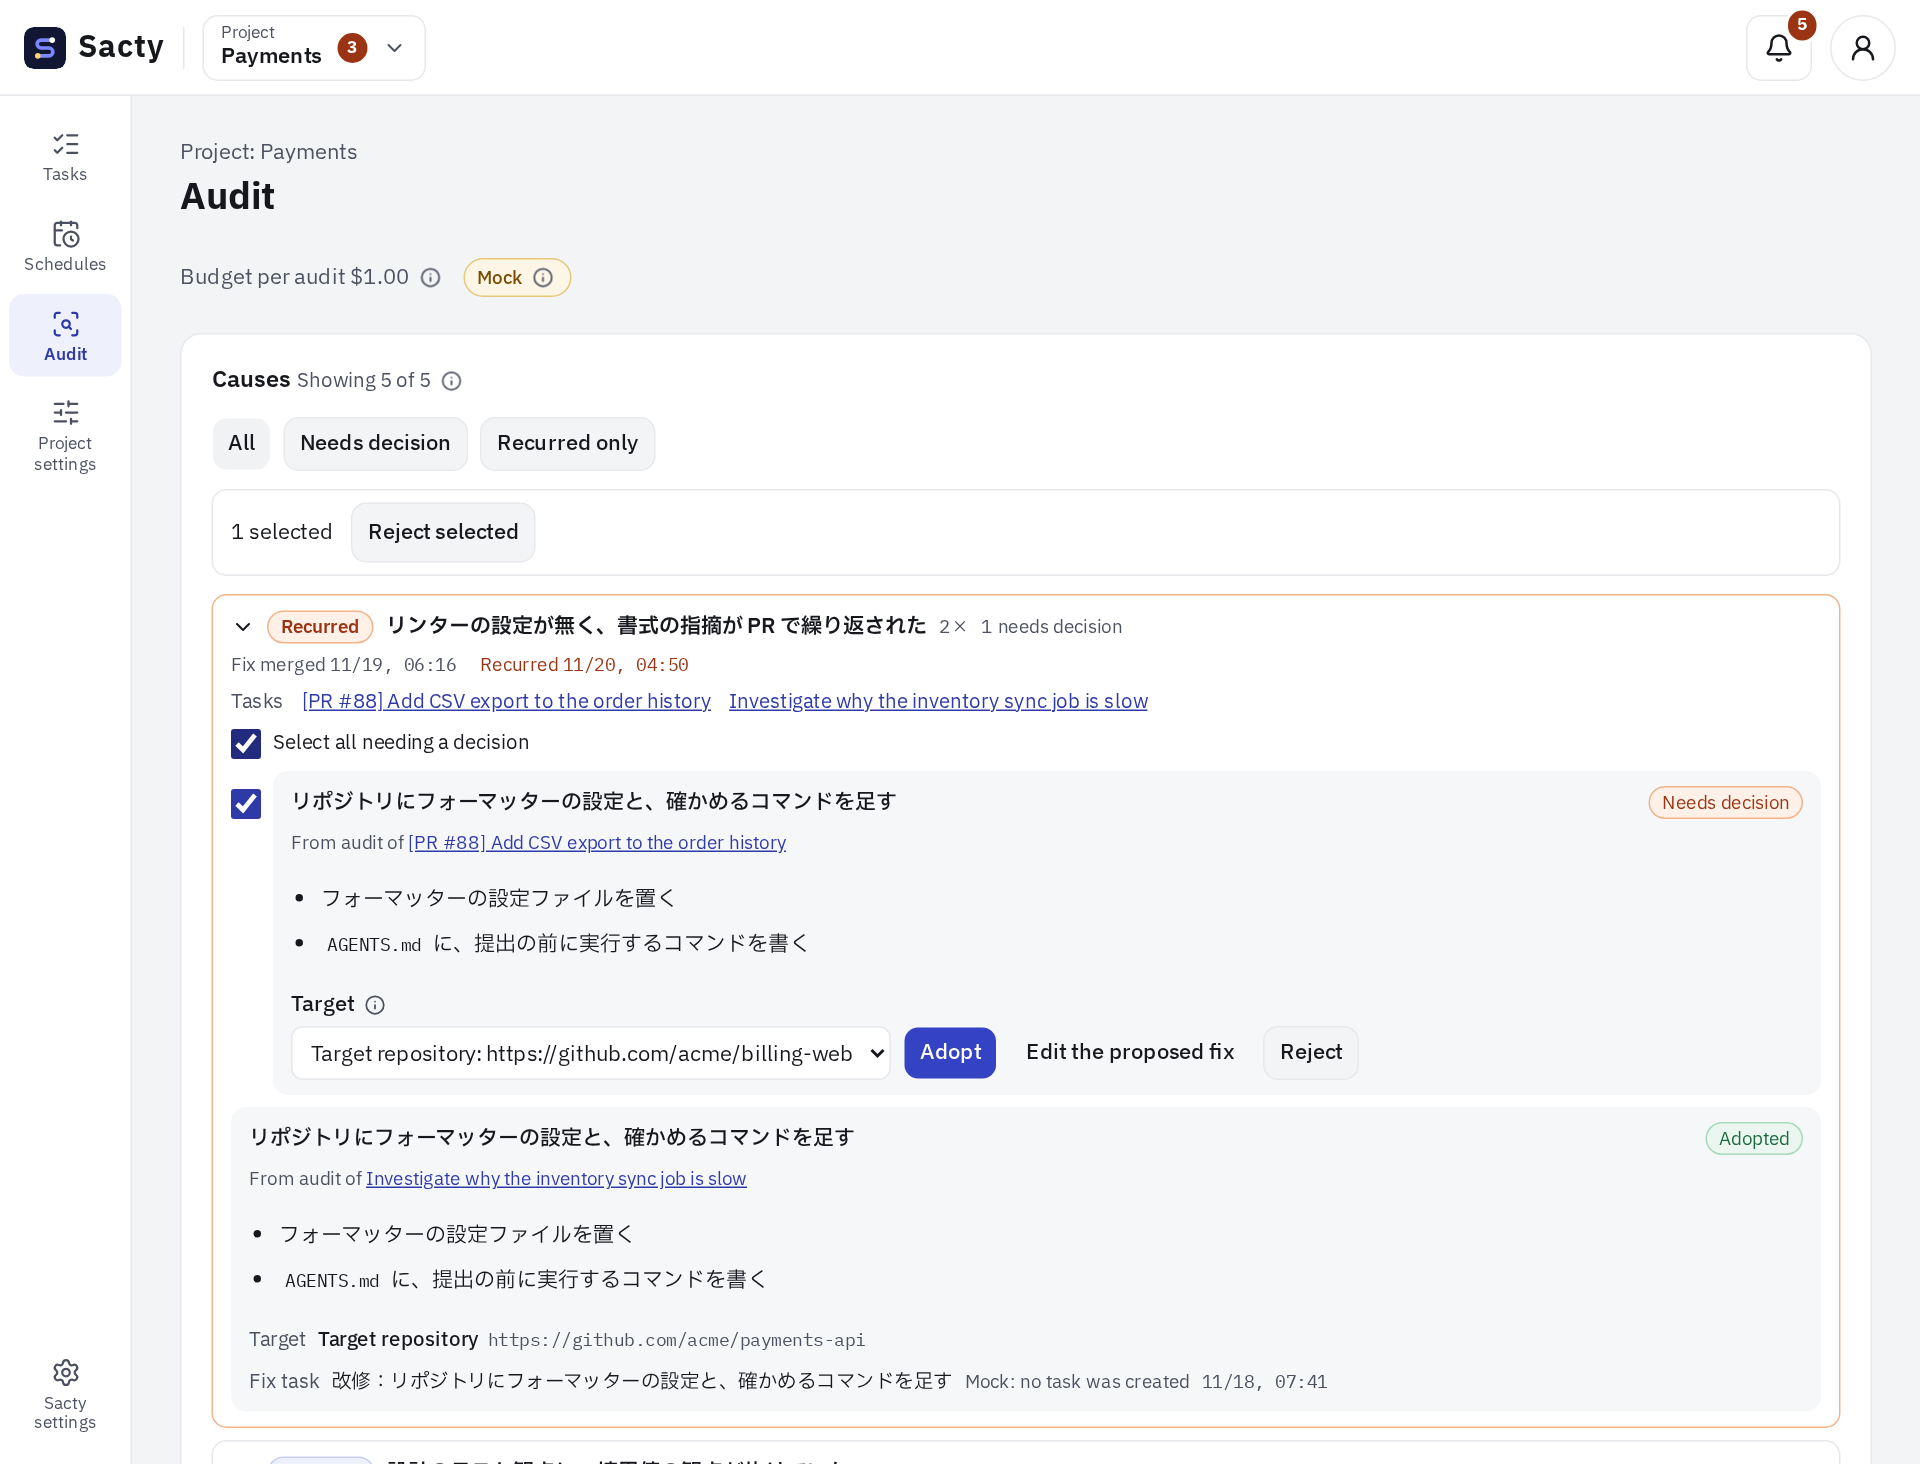 Sacty
Project
Payments
3
5
Tasks
Schedules
Audit
Project
settings
Sacty
settings
Project: Payments
Audit
Budget per audit $1.00
Mock
Causes Showing 5 of 5
All
Needs decision
Recurred only
1 selected
Reject selected
Recurred リンターの設定が無く、書式の指摘が PR で繰り返された 2× 1 needs decision
Fix merged 11/19, 06:16 Recurred 11/20, 04:50
Tasks [PR #88] Add CSV export to the order history Investigate why the inventory sync job is slow
Select all needing a decision
リポジトリにフォーマッターの設定と、確かめるコマンドを足す
Needs decision
From audit of [PR #88] Add CSV export to the order history
• フォーマッターの設定ファイルを置く
• AGENTS.md に、提出の前に実行するコマンドを書く
Target
Target repository: https://github.com/acme/billing-web
Adopt
Edit the proposed fix
Reject
リポジトリにフォーマッターの設定と、確かめるコマンドを足す
Adopted
From audit of Investigate why the inventory sync job is slow
• フォーマッターの設定ファイルを置く
• AGENTS.md に、提出の前に実行するコマンドを書く
Target Target repository https://github.com/acme/payments-api
Fix task 改修：リポジトリにフォーマッターの設定と、確かめるコマンドを足す Mock: no task was created 11/18, 07:41